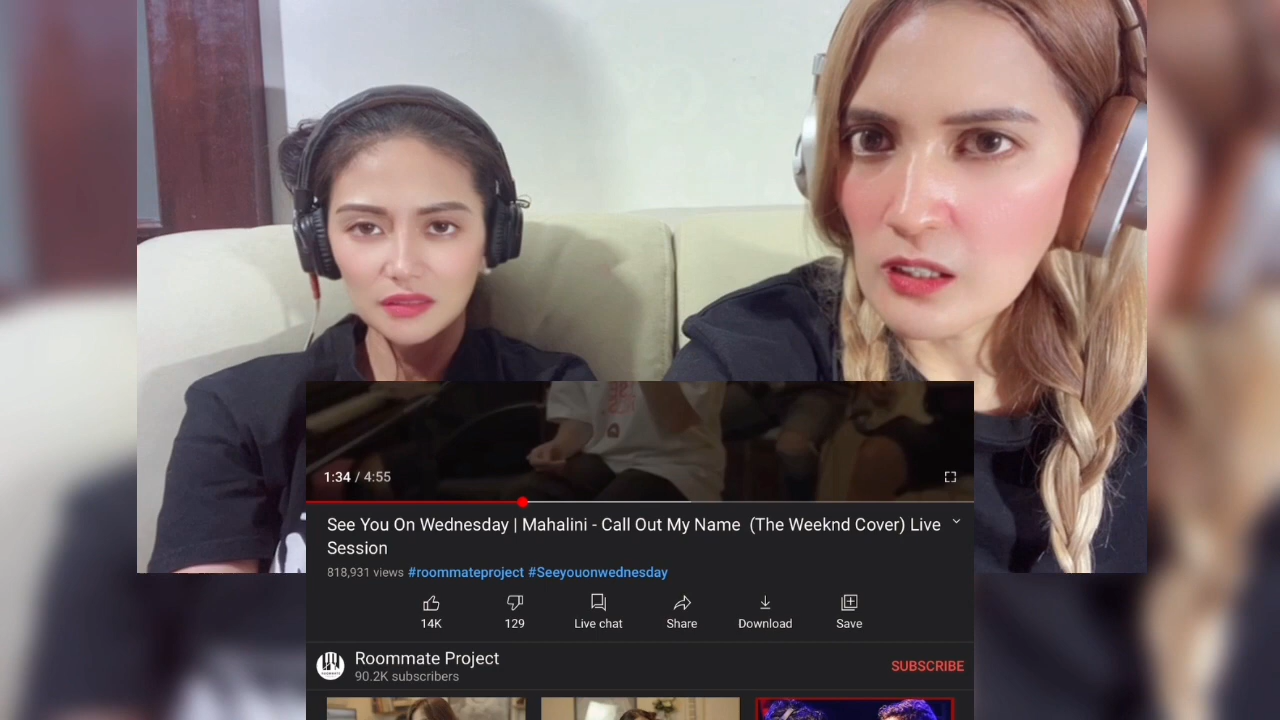 1:34 / 4:55
See You On Wednesday | Mahalini - Call Out My Name (The Weeknd Cover) Live
Session
818,931 views #roommateproject #Seeyouonwednesday
14K 129 Live chat Share Download Save
Roommate Project
90.2K subscribers
SUBSCRIBE